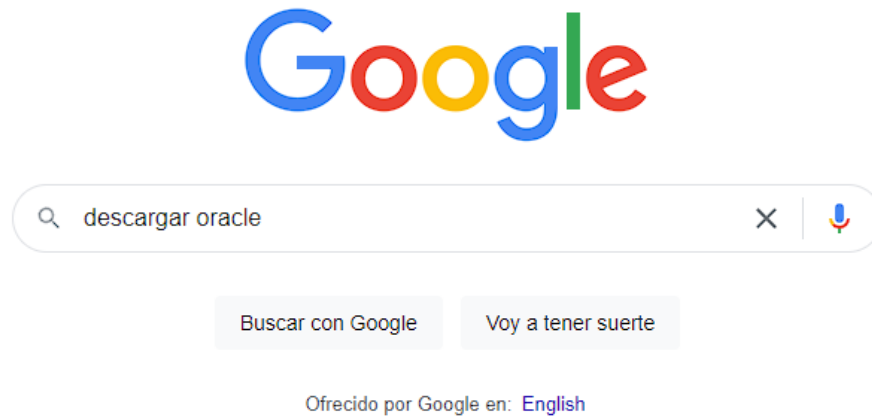 Google
descargar oracle
Buscar con Google Voy a tener suerte
Ofrecido por Google en: English